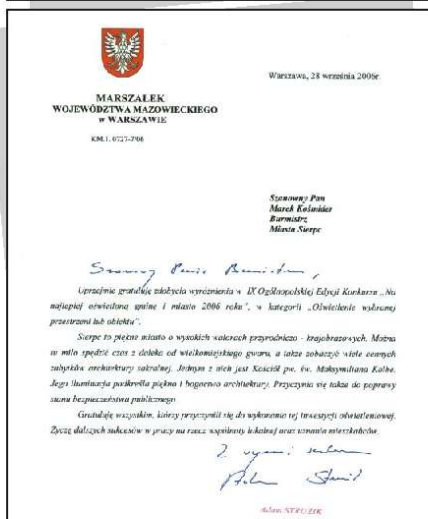 Warszawa, 28 września 2006r.
MARSZAŁEK
WOJEWÓDZTWA MAZOWIECKIEGO
w WARSZAWIE
Szanowny Pan
Marek Kośmider
Burmistrz
Miasta Sierpc
Szanowny Panie Burmistrzu,
Uprzejmie gratuluję zdobycia wyróżnienia w IX Ogólnopolskiej Edycji Konkursu „Na
najlepiej oświetloną gminę i miasto 2006 roku", w kategorii „Oświetlenie wybranej
przestrzeni lub obiektu".
Sierpc to piękne miasto o wysokich walorach przyrodniczo - krajobrazowych. Można
tu miło spędzić czas z daleka od wielkomiejskiego gwaru, a także zobaczyć wiele cennych
zabytków architektury sakralnej. Jednym z nich jest Kościół pw. św. Maksymiliana Kolbe.
Jego iluminacja podkreśla piękno i bogactwo architektury. Przyczynia się także do poprawy
stanu bezpieczeństwa publicznego.
Gratuluję wszystkim, którzy przyczynili się do wykonania tej inwestycji oświetleniowej.
Życzę dalszych sukcesów w pracy na rzecz wspólnoty lokalnej oraz uznania mieszkańców.
Adam STRUZIK